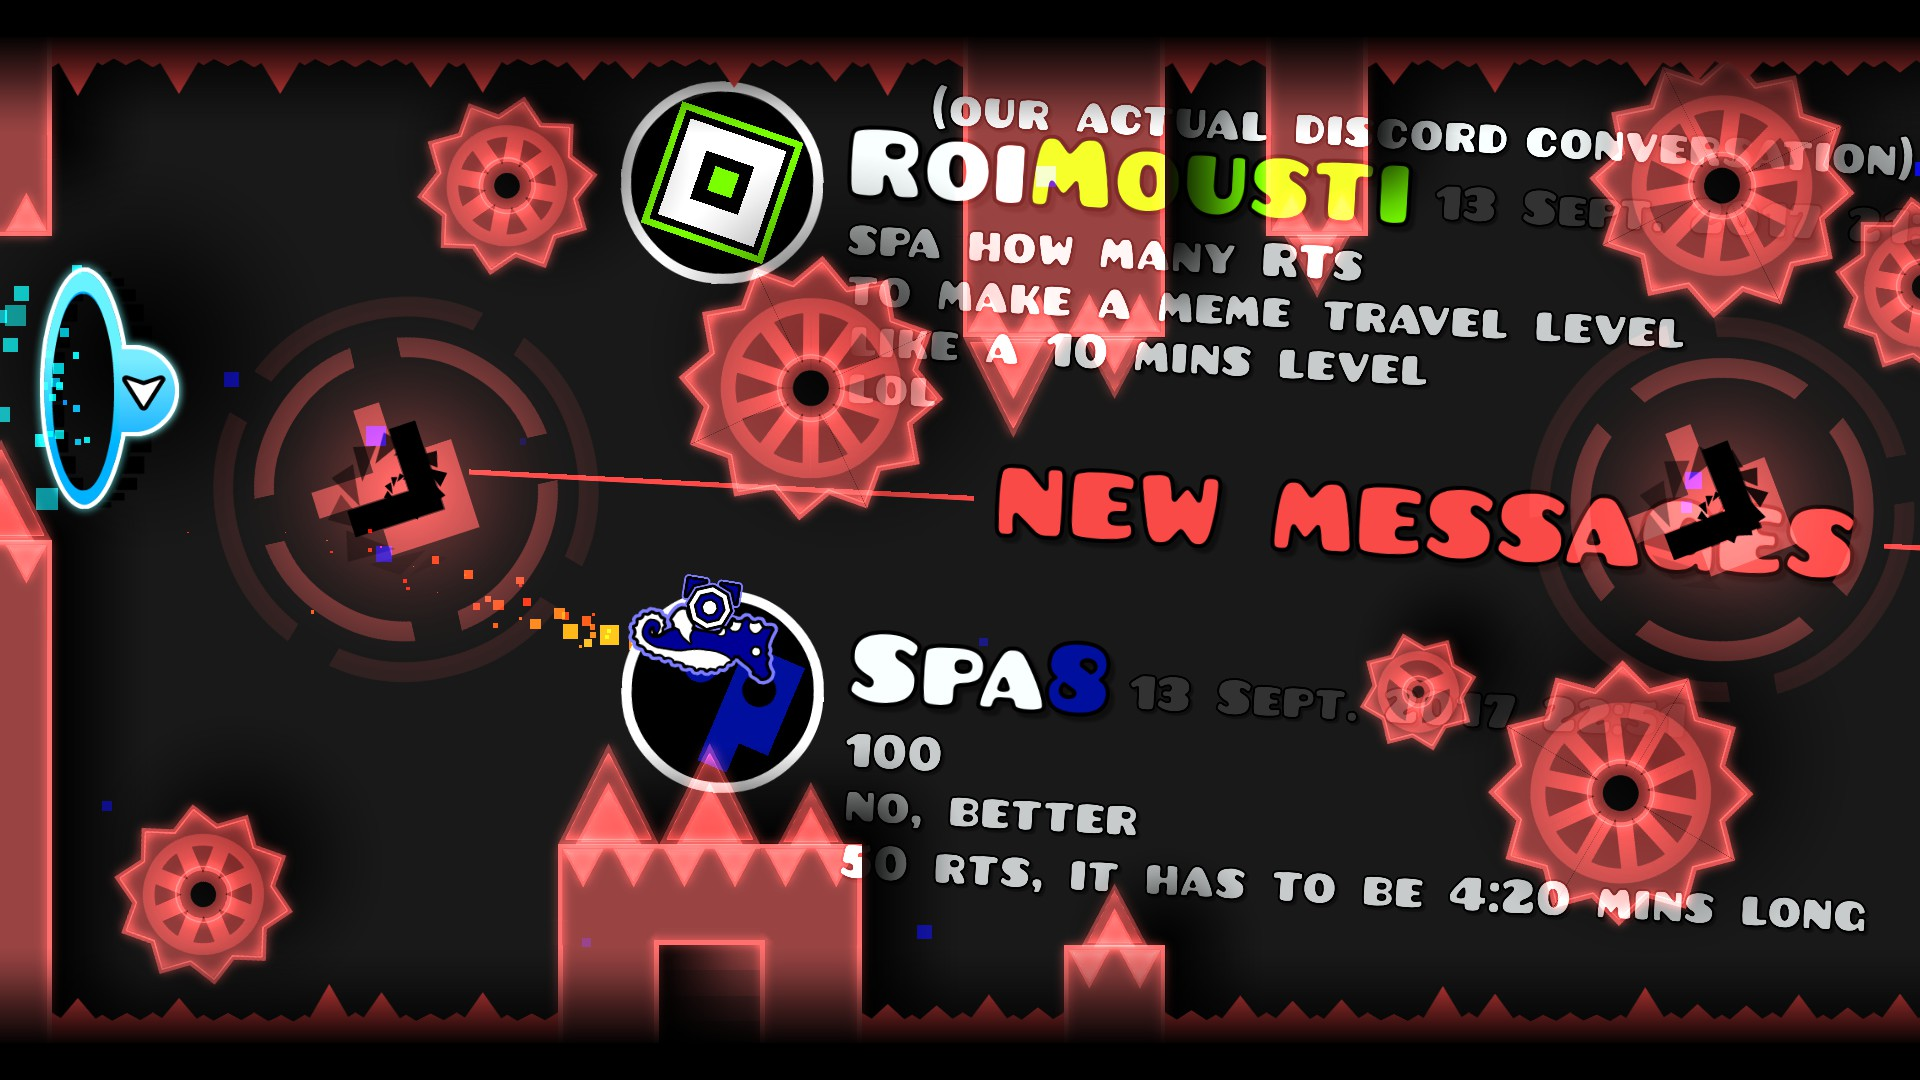 (OUR ACTUAL DISCORD CONVERSATION)
ROIMOUSTI 13 SEPT. 2017
SPA HOW MANY RTS
TO MAKE A MEME TRAVEL LEVEL
LIKE A 10 MINS LEVEL
LOL
NEW MESSAGES
SPA8 13 SEPT. 2017
100
NO, BETTER
50 RTS, IT HAS TO BE 4:20 MINS LONG